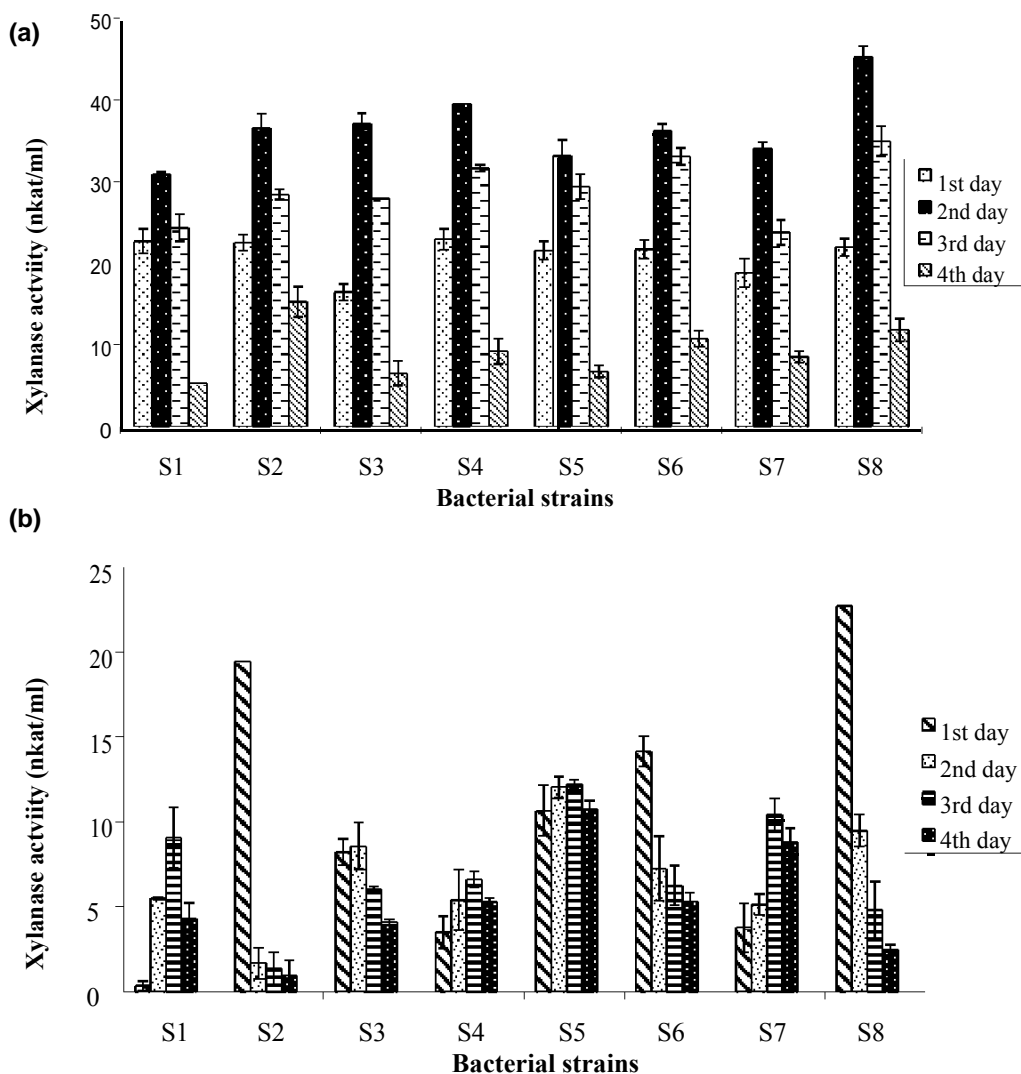 (a)
50
40
30
20
10
0
Xylanase actviity (nkat/ml)
1st day
2nd day
3rd day
4th day
S1 S2 S3 S4 S5 S6 S7 S8
Bacterial strains
(b)
25
20
15
10
5
0
Xylanase actviity (nkat/ml)
1st day
2nd day
3rd day
4th day
S1 S2 S3 S4 S5 S6 S7 S8
Bacterial strains